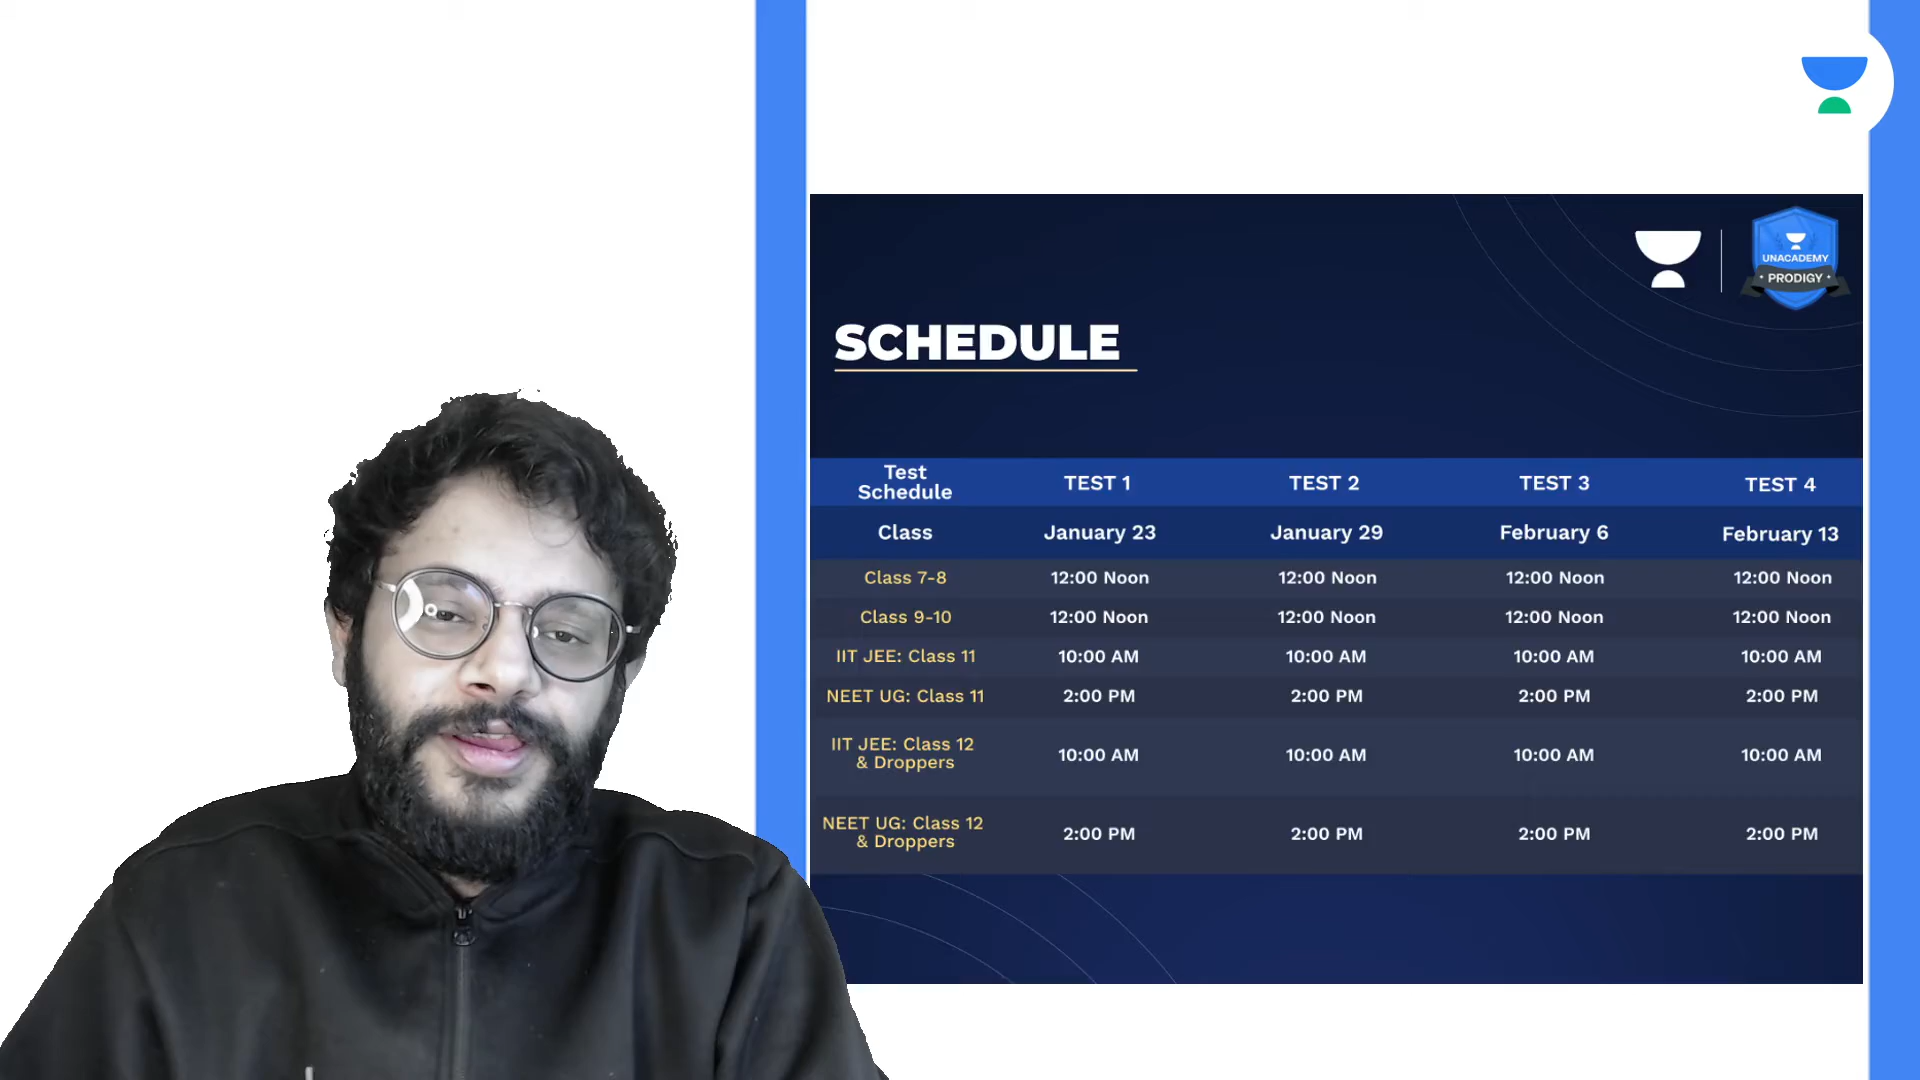 UNACADEMY
PRODIGY
SCHEDULE
Test Schedule TEST 1 TEST 2 TEST 3 TEST 4
Class January 23 January 29 February 6 February 13
Class 7-8 12:00 Noon 12:00 Noon 12:00 Noon 12:00 Noon
Class 9-10 12:00 Noon 12:00 Noon 12:00 Noon 12:00 Noon
IIT JEE: Class 11 10:00 AM 10:00 AM 10:00 AM 10:00 AM
NEET UG: Class 11 2:00 PM 2:00 PM 2:00 PM 2:00 PM
IIT JEE: Class 12 & Droppers 10:00 AM 10:00 AM 10:00 AM 10:00 AM
NEET UG: Class 12 & Droppers 2:00 PM 2:00 PM 2:00 PM 2:00 PM